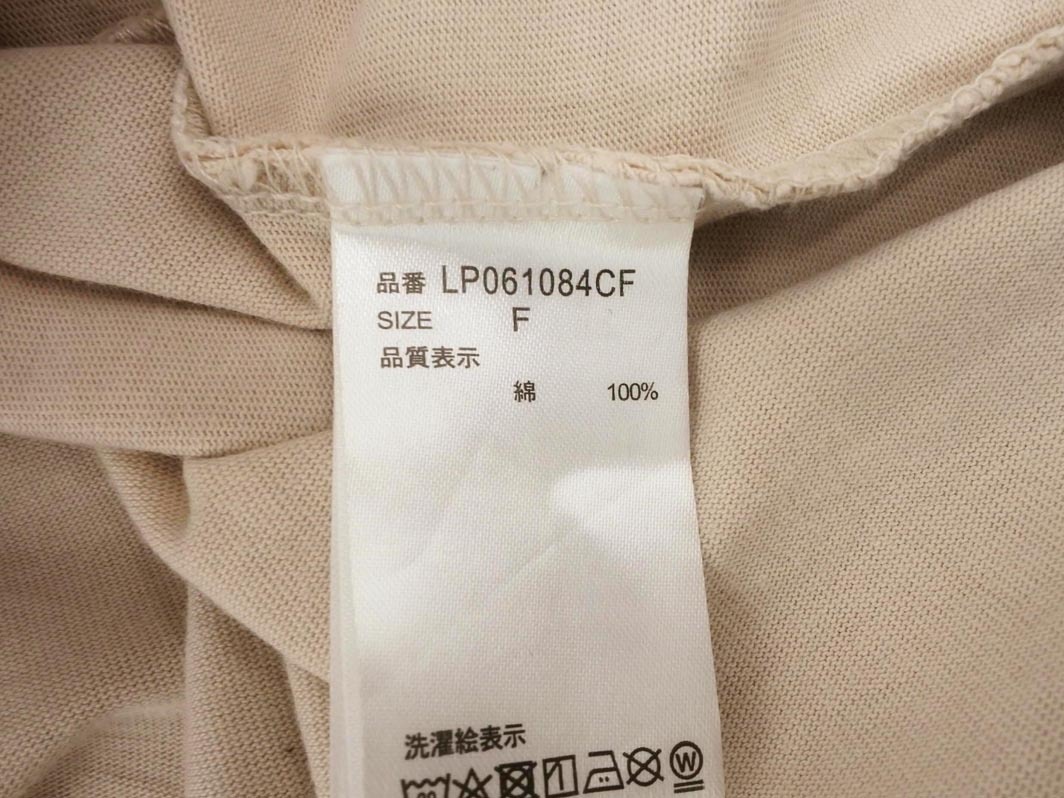 品番 LP061084CF
SIZE F
品質表示
綿 100%
洗濯絵表示
W